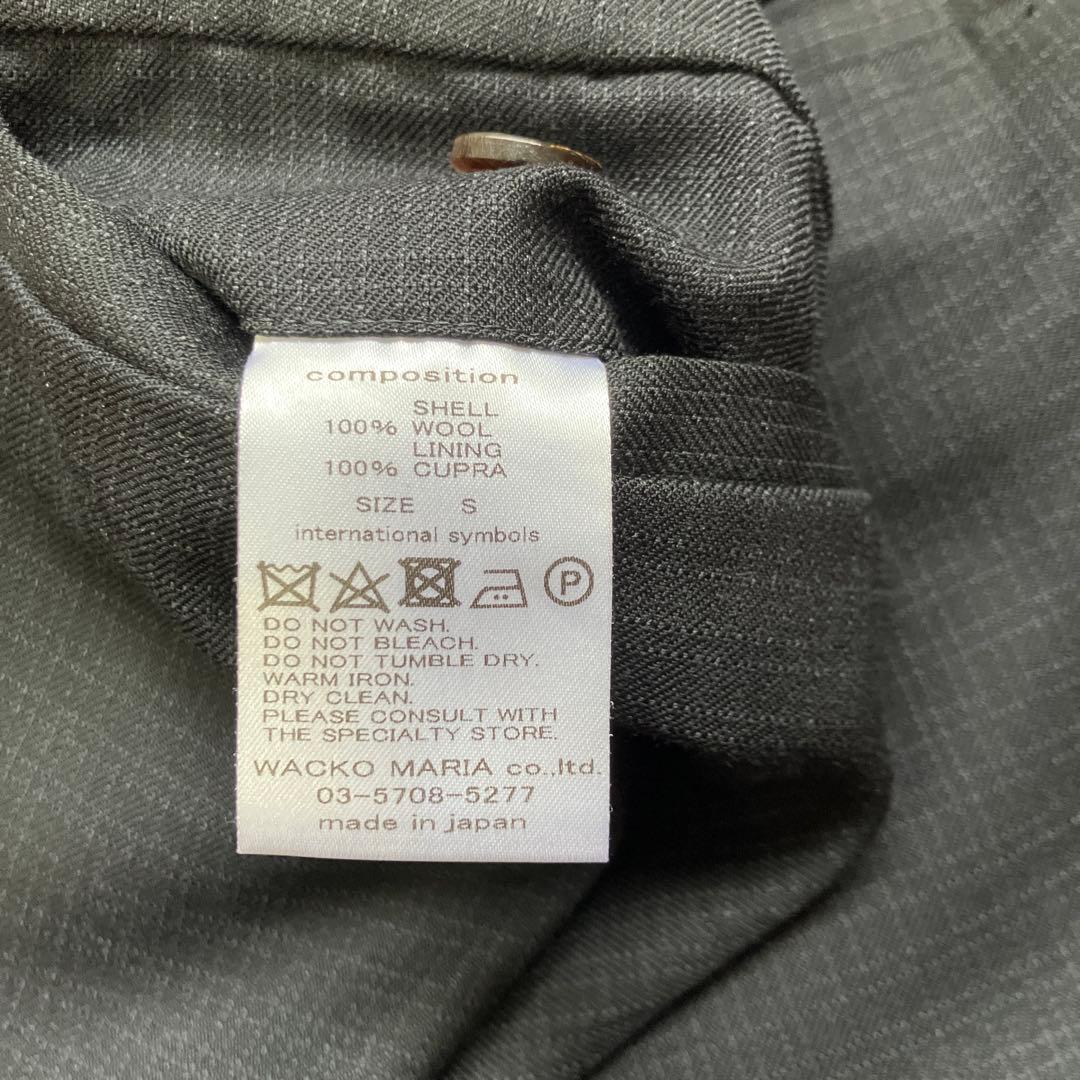 composition
SHELL
100% WOOL
LINING
100% CUPRA
SIZE S
international symbols
P
DO NOT WASH.
DO NOT BLEACH.
DO NOT TUMBLE DRY.
WARM IRON.
DRY CLEAN.
PLEASE CONSULT WITH
THE SPECIALTY STORE.
WACKO MARIA co.,ltd.
03-5708-5277
made in japan